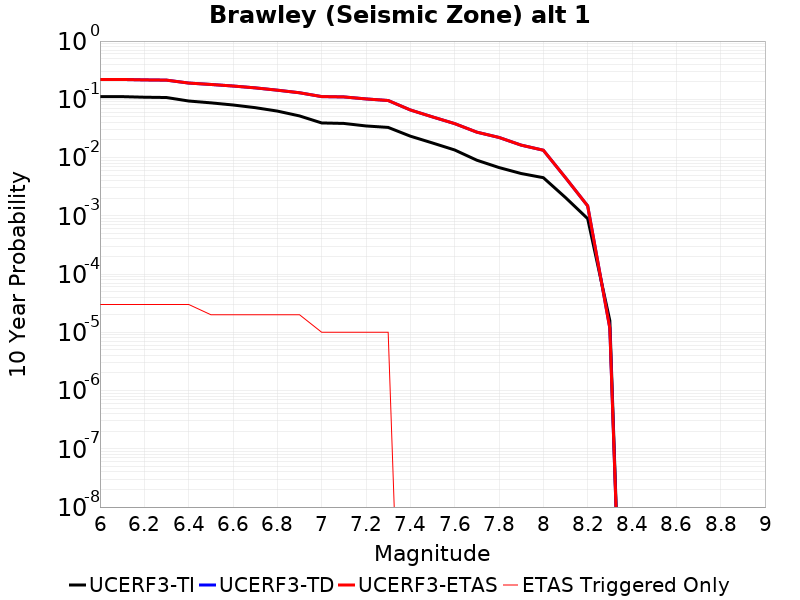 Brawley (Seismic Zone) alt 1
10 Year Probability
10^0
10^-1
10^-2
10^-3
10^-4
10^-5
10^-6
10^-7
10^-8
6 6.2 6.4 6.6 6.8 7 7.2 7.4 7.6 7.8 8 8.2 8.4 8.6 8.8 9
Magnitude
UCERF3-TI UCERF3-TD UCERF3-ETAS ETAS Triggered Only